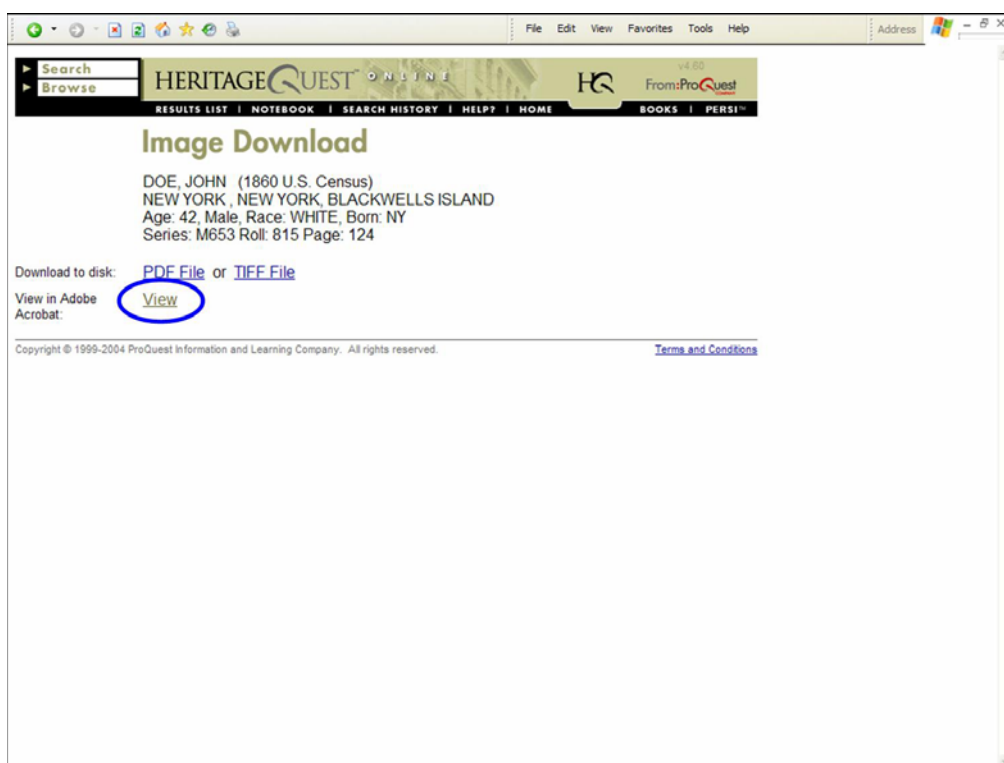 File Edit View Favorites Tools Help Address
Search
Browse
HERITAGEQUEST™ ONLINE HQ
v4.60
From:ProQuest COMPANY
RESULTS LIST | NOTEBOOK | SEARCH HISTORY | HELP? | HOME BOOKS | PERSI™
Image Download
DOE, JOHN (1860 U.S. Census)
NEW YORK , NEW YORK, BLACKWELLS ISLAND
Age: 42, Male, Race: WHITE, Born: NY
Series: M653 Roll: 815 Page: 124
Download to disk: PDF File or TIFF File
View in Adobe Acrobat: View
Copyright © 1999-2004 ProQuest Information and Learning Company. All rights reserved. Terms and Conditions